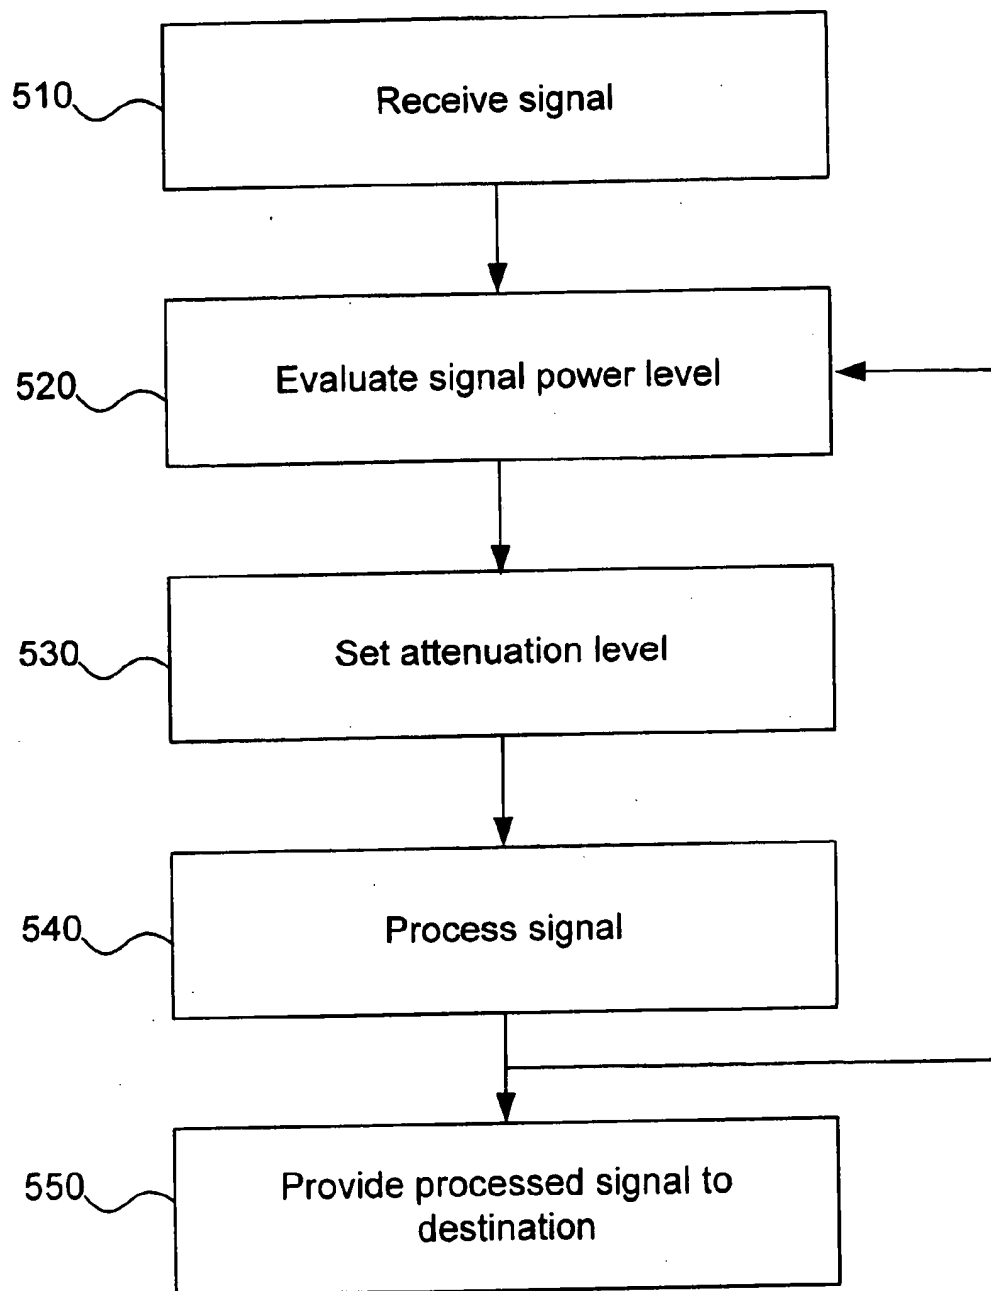 510
Receive signal
520
Evaluate signal power level
530
Set attenuation level
540
Process signal
550
Provide processed signal to
destination